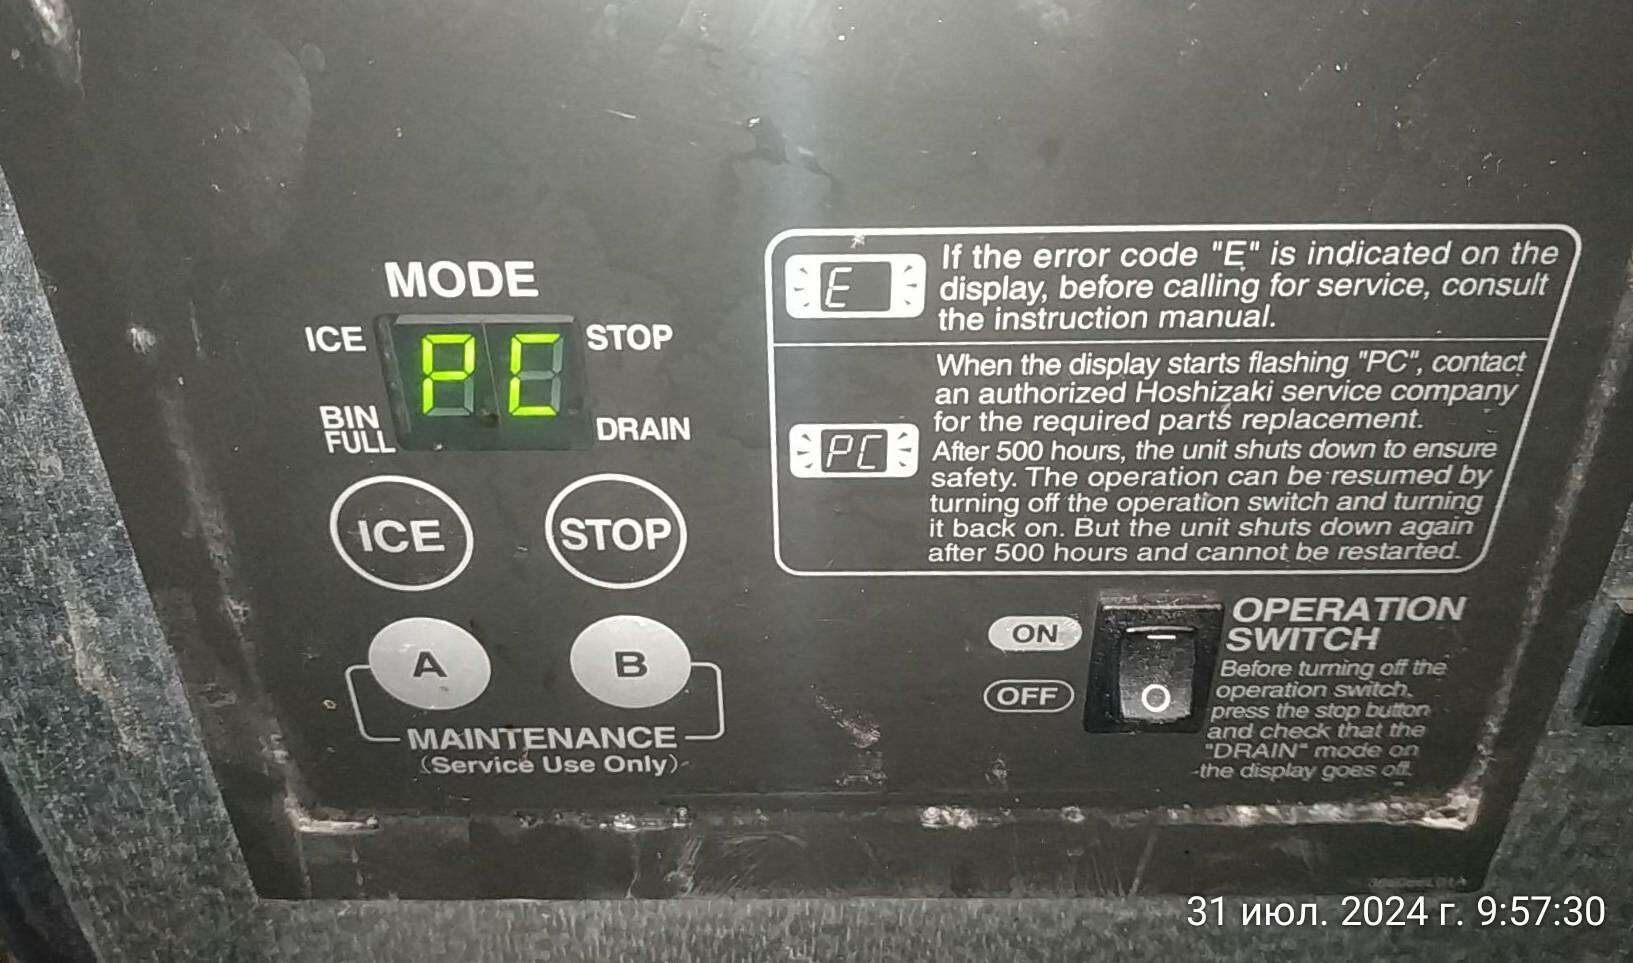 MODE
ICE
PC
STOP
BIN
FULL
DRAIN
ICE
STOP
A
B
MAINTENANCE
(Service Use Only)
E
If the error code "E" is indicated on the
display, before calling for service, consult
the instruction manual.
PC
When the display starts flashing "PC", contact
an authorized Hoshizaki service company
for the required parts replacement.
After 500 hours, the unit shuts down to ensure
safety. The operation can be resumed by
turning off the operation switch and turning
it back on. But the unit shuts down again
after 500 hours and cannot be restarted.
ON
OFF
OPERATION
SWITCH
Before turning off the
operation switch,
press the stop button
and check that the
"DRAIN" mode on
the display goes off.
31 июл. 2024 г. 9:57:30